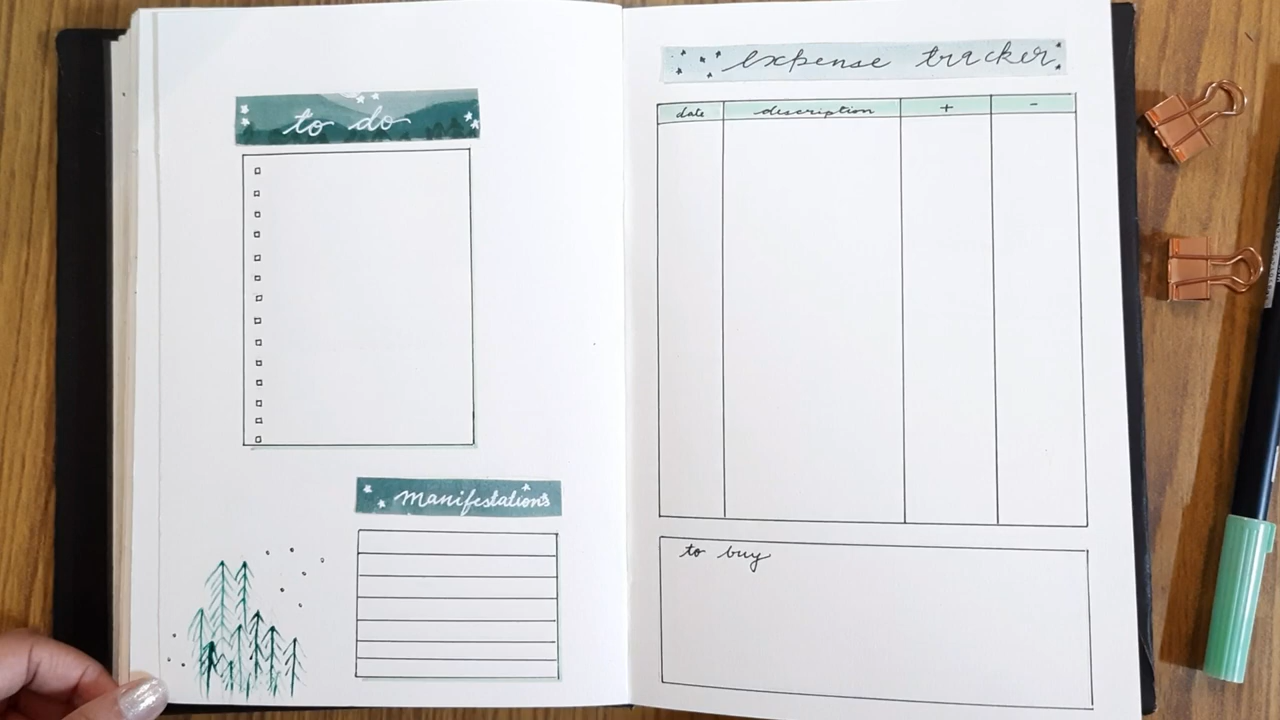 to do
manifestations
expense tracker
date description + -
to buy